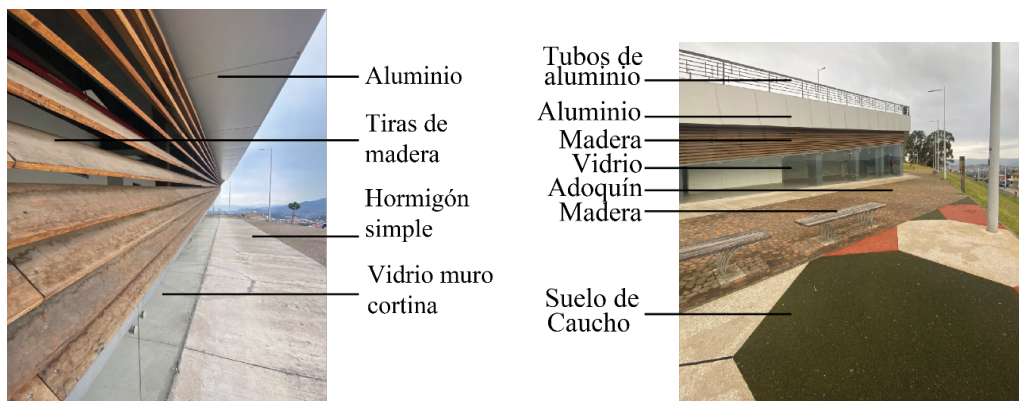 Aluminio
Tiras de
madera
Hormigón
simple
Vidrio muro
cortina
Tubos de
aluminio
Aluminio
Madera
Vidrio
Adoquín
Madera
Suelo de
Caucho